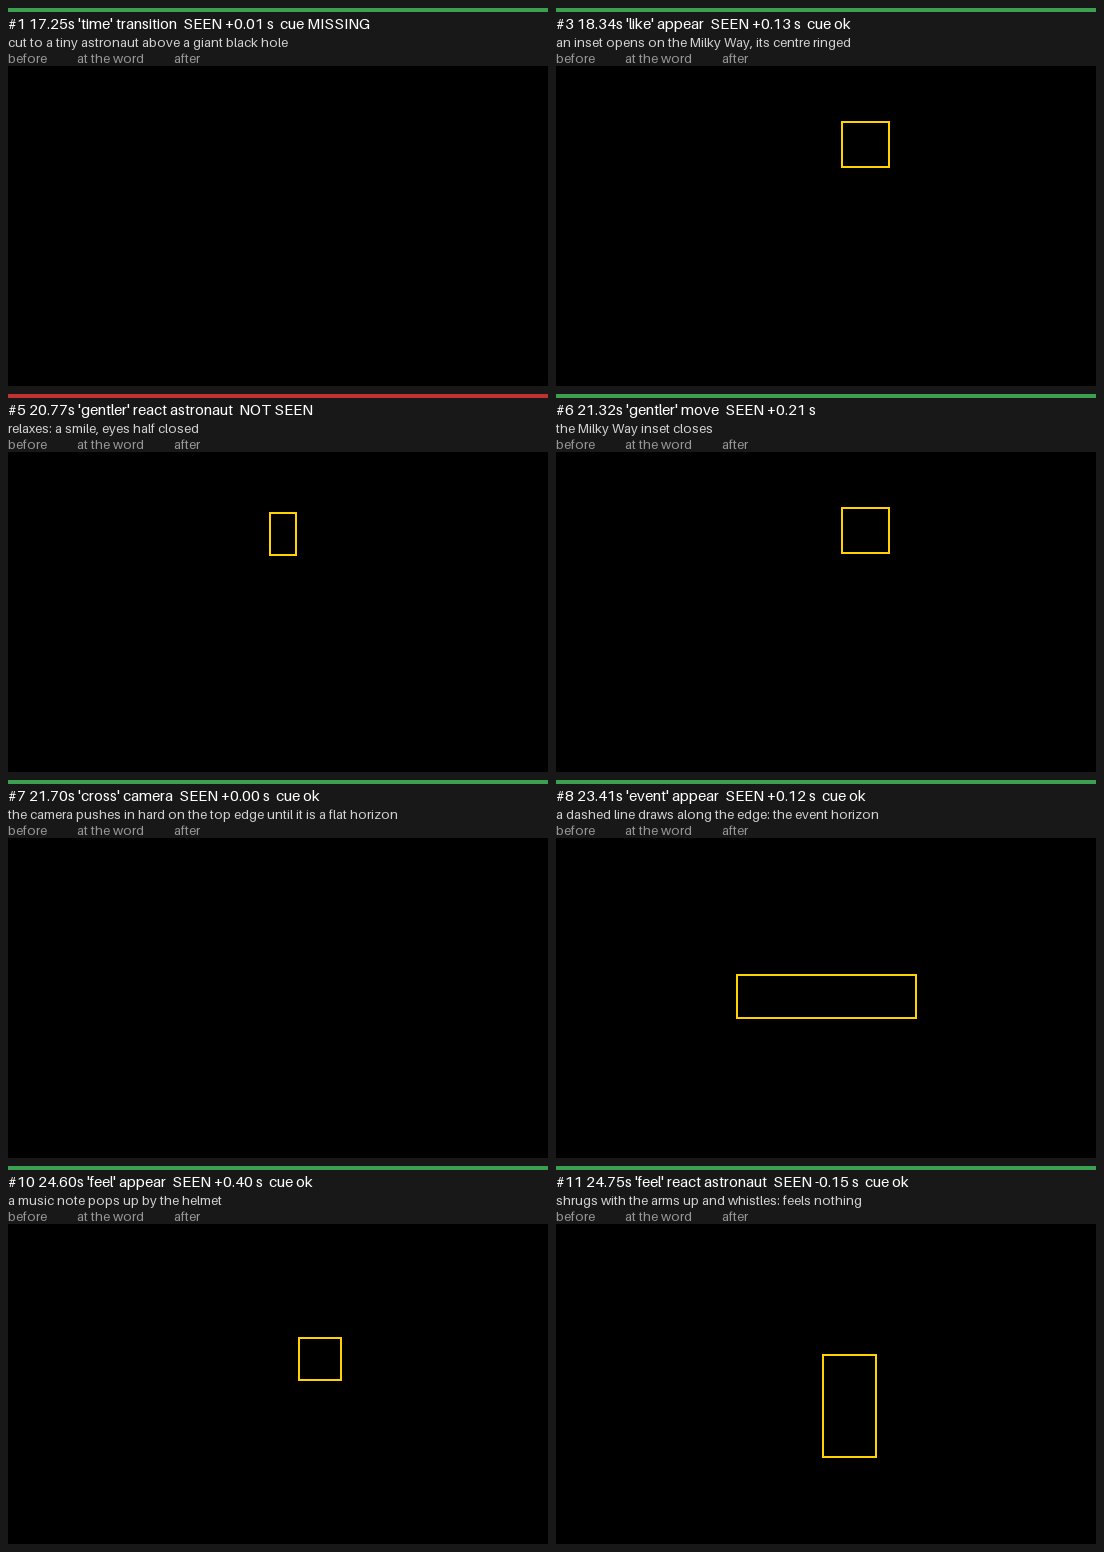 #1 17.25s 'time' transition  SEEN +0.01 s  cue MISSING
cut to a tiny astronaut above a giant black hole
before at the word after
#3 18.34s 'like' appear  SEEN +0.13 s  cue ok
an inset opens on the Milky Way, its centre ringed
before at the word after
#5 20.77s 'gentler' react astronaut  NOT SEEN
relaxes: a smile, eyes half closed
before at the word after
#6 21.32s 'gentler' move  SEEN +0.21 s
the Milky Way inset closes
before at the word after
#7 21.70s 'cross' camera  SEEN +0.00 s  cue ok
the camera pushes in hard on the top edge until it is a flat horizon
before at the word after
#8 23.41s 'event' appear  SEEN +0.12 s  cue ok
a dashed line draws along the edge: the event horizon
before at the word after
#10 24.60s 'feel' appear  SEEN +0.40 s  cue ok
a music note pops up by the helmet
before at the word after
#11 24.75s 'feel' react astronaut  SEEN -0.15 s  cue ok
shrugs with the arms up and whistles: feels nothing
before at the word after